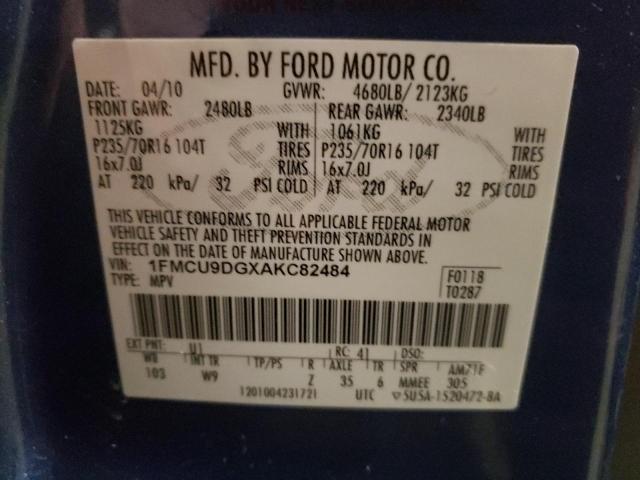 MFD. BY FORD MOTOR CO.
DATE: 04/10 GVWR: 4680LB/ 2123KG
FRONT GAWR: 2480LB REAR GAWR: 2340LB
1125KG WITH 1061KG WITH
P235/70R16 104T TIRES P235/70R16 104T TIRES
16x7.0J RIMS 16x7.0J RIMS
AT 220 kPa/ 32 PSI COLD AT 220 kPa/ 32 PSI COLD
THIS VEHICLE CONFORMS TO ALL APPLICABLE FEDERAL MOTOR
VEHICLE SAFETY AND THEFT PREVENTION STANDARDS IN
EFFECT ON THE DATE OF MANUFACTURE SHOWN ABOVE.
VIN: 1FMCU9DGXAKC82484 F0118
TYPE: MPV T0287
EXT PNT: U1 RC: 41 DSO:
WB INT TR TP/PS R AXLE TR SPR
103 W9 Z 35 6 MMEE 305
1201004231721 UTC 5U5A-1520472-BA